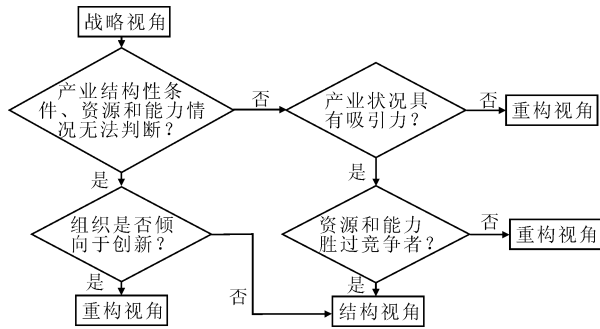 战略视角
产业结构性条
件、资源和能力情
况无法判断？
否
产业状况具
有吸引力？
否
重构视角
是
是
组织是否倾
向于创新？
资源和能力
胜过竞争者？
否
重构视角
是
否
是
重构视角
结构视角